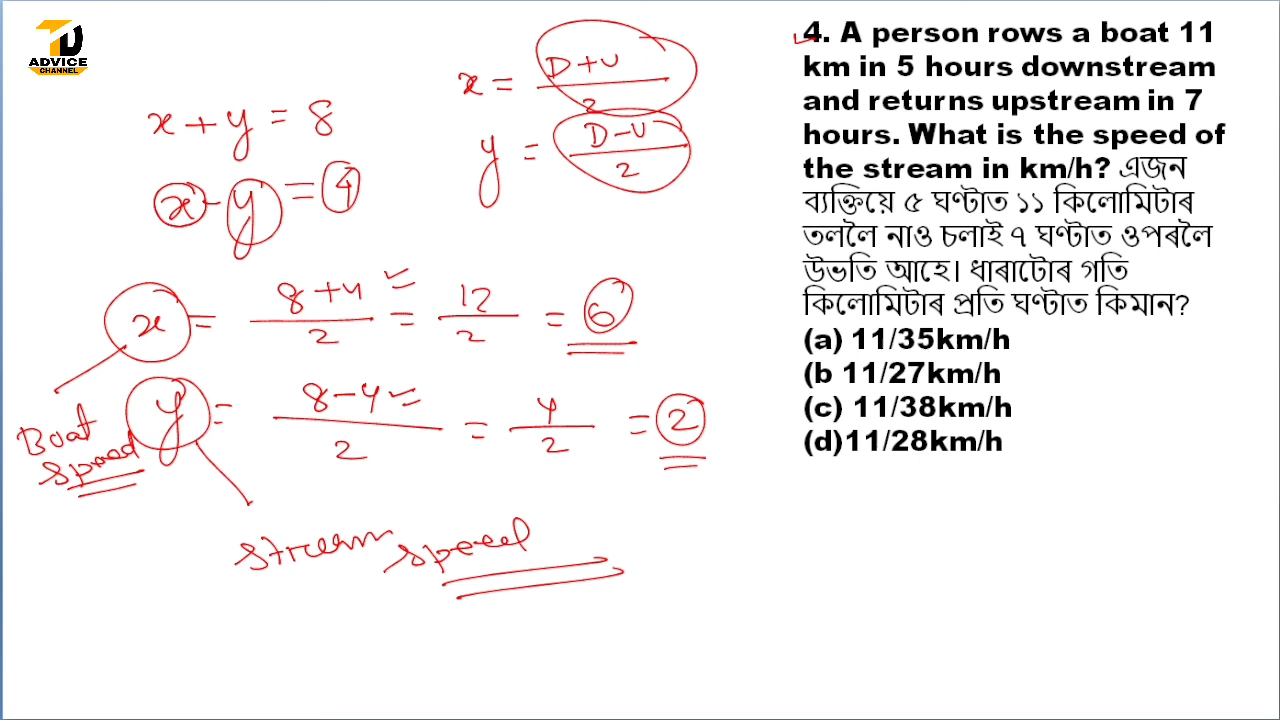 TU
ADVICE
CHANNEL
x + y = 8
x - y = 4
x = D+U/2
y = D-U/2
x = 8+4/2 = 12/2 = 6
y = 8-4/2 = 4/2 = 2
Boat
Speed
Stream Speed
4. A person rows a boat 11
km in 5 hours downstream
and returns upstream in 7
hours. What is the speed of
the stream in km/h? এজন
ব্যক্তিয়ে ৫ ঘণ্টাত ১১ কিলোমিটাৰ
তললৈ নাও চলাই ৭ ঘণ্টাত ওপৰলৈ
উভতি আহে। ধাৰাটোৰ গতি
কিলোমিটাৰ প্ৰতি ঘণ্টাত কিমান?
(a) 11/35km/h
(b 11/27km/h
(c) 11/38km/h
(d)11/28km/h